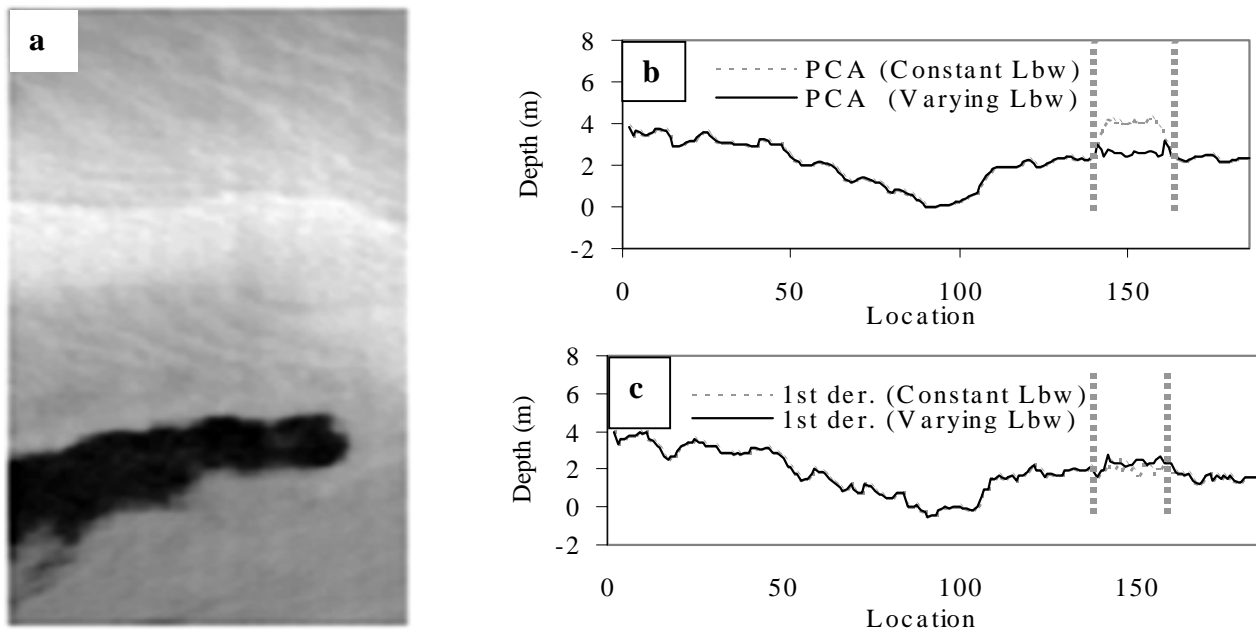 a
b
PCA (Constant Lbw)
PCA (Varying Lbw)
Depth (m)
8
6
4
2
0
-2
0 50 100 150
Location
c
1st der. (Constant Lbw)
1st der. (Varying Lbw)
Depth (m)
8
6
4
2
0
-2
0 50 100 150
Location